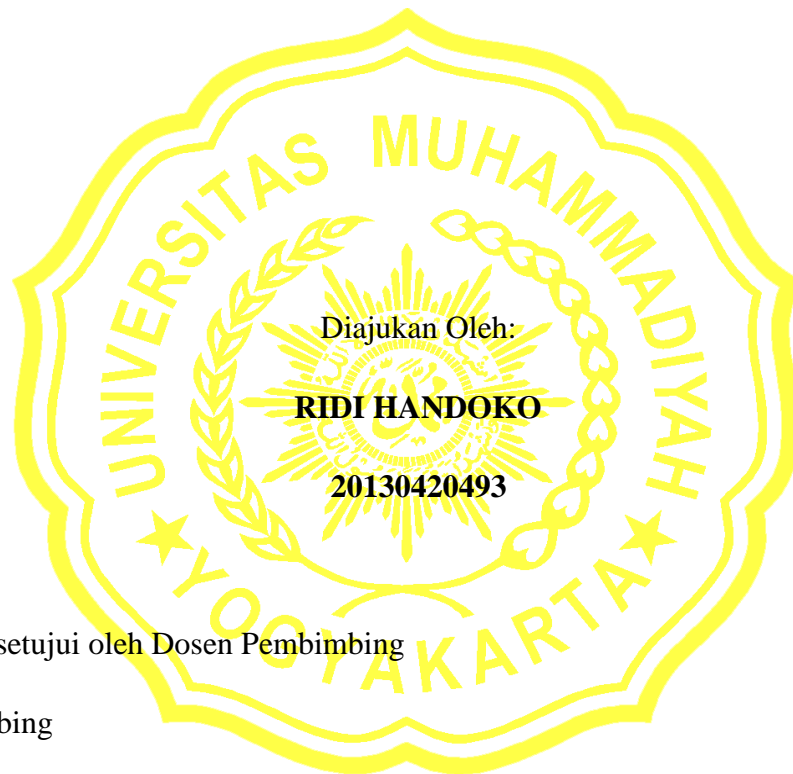 UNIVERSITAS MUHAMMADIYAH
Diajukan Oleh:
RIDI HANDOKO
20130420493
setujui oleh Dosen Pembimbing
bing
YOGYAKARTA